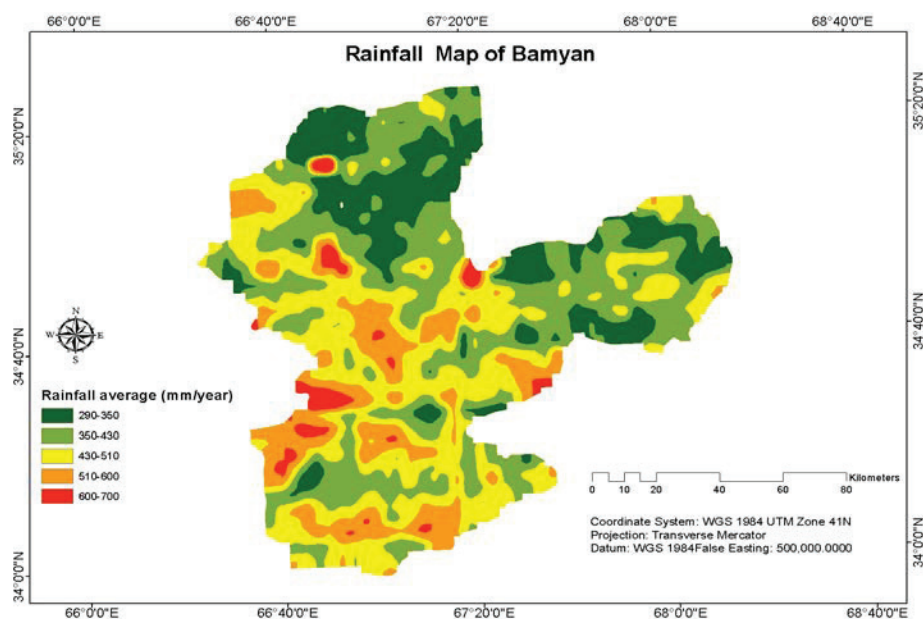 66°0'0"E 66°40'0"E 67°20'0"E 68°0'0"E 68°40'0"E
Rainfall Map of Bamyan
35°20'0"N
35°20'0"N
34°40'0"N
34°40'0"N
34°0'0"N
34°0'0"N
N
W E
S
Rainfall average (mm/year)
290-350
350-430
430-510
510-600
600-700
0 5 10 20 40 60 80 Kilometers
Coordinate System: WGS 1984 UTM Zone 41N
Projection: Transverse Mercator
Datum: WGS 1984False Easting: 500,000.0000
66°0'0"E 66°40'0"E 67°20'0"E 68°0'0"E 68°40'0"E